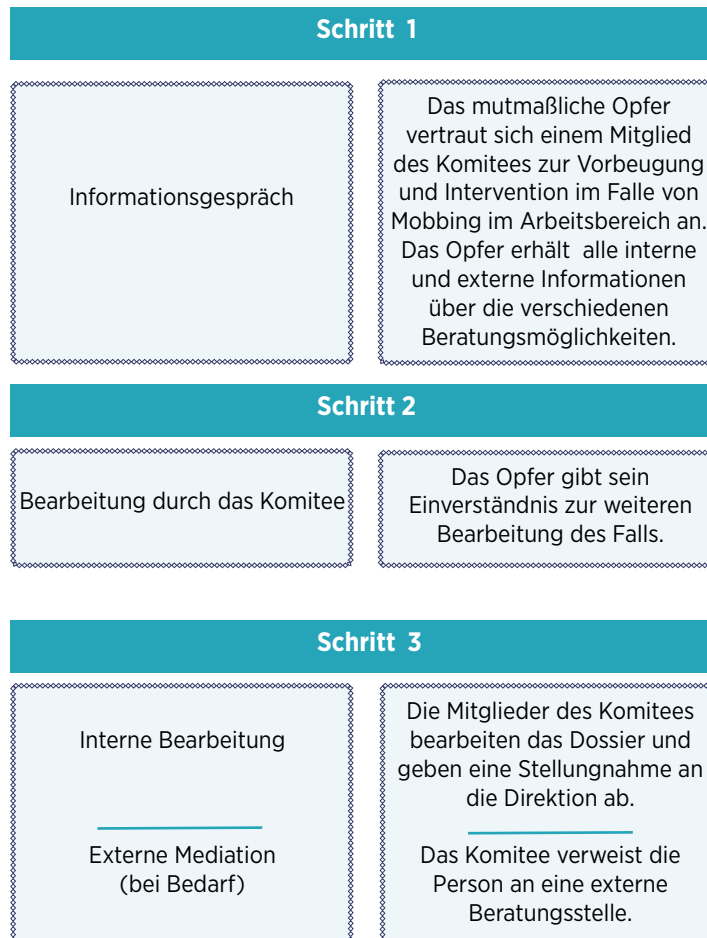 Schritt 1
Informationsgespräch
Das mutmaßliche Opfer
vertraut sich einem Mitglied
des Komitees zur Vorbeugung
und Intervention im Falle von
Mobbing im Arbeitsbereich an.
Das Opfer erhält alle interne
und externe Informationen
über die verschiedenen
Beratungsmöglichkeiten.
Schritt 2
Bearbeitung durch das Komitee
Das Opfer gibt sein
Einverständnis zur weiteren
Bearbeitung des Falls.
Schritt 3
Interne Bearbeitung
Die Mitglieder des Komitees
bearbeiten das Dossier und
geben eine Stellungnahme an
die Direktion ab.
Externe Mediation
(bei Bedarf)
Das Komitee verweist die
Person an eine externe
Beratungsstelle.